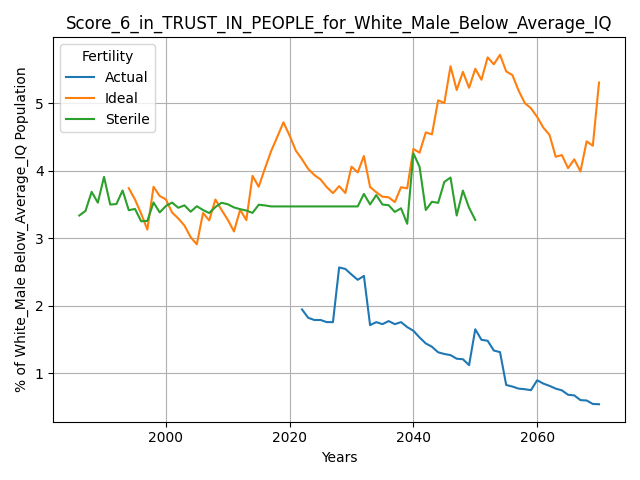 Score_6_in_TRUST_IN_PEOPLE_for_White_Male_Below_Average_IQ
Fertility
Actual
Ideal
Sterile
% of White_Male Below_Average_IQ Population
5
4
3
2
1
2000
2020
2040
2060
Years